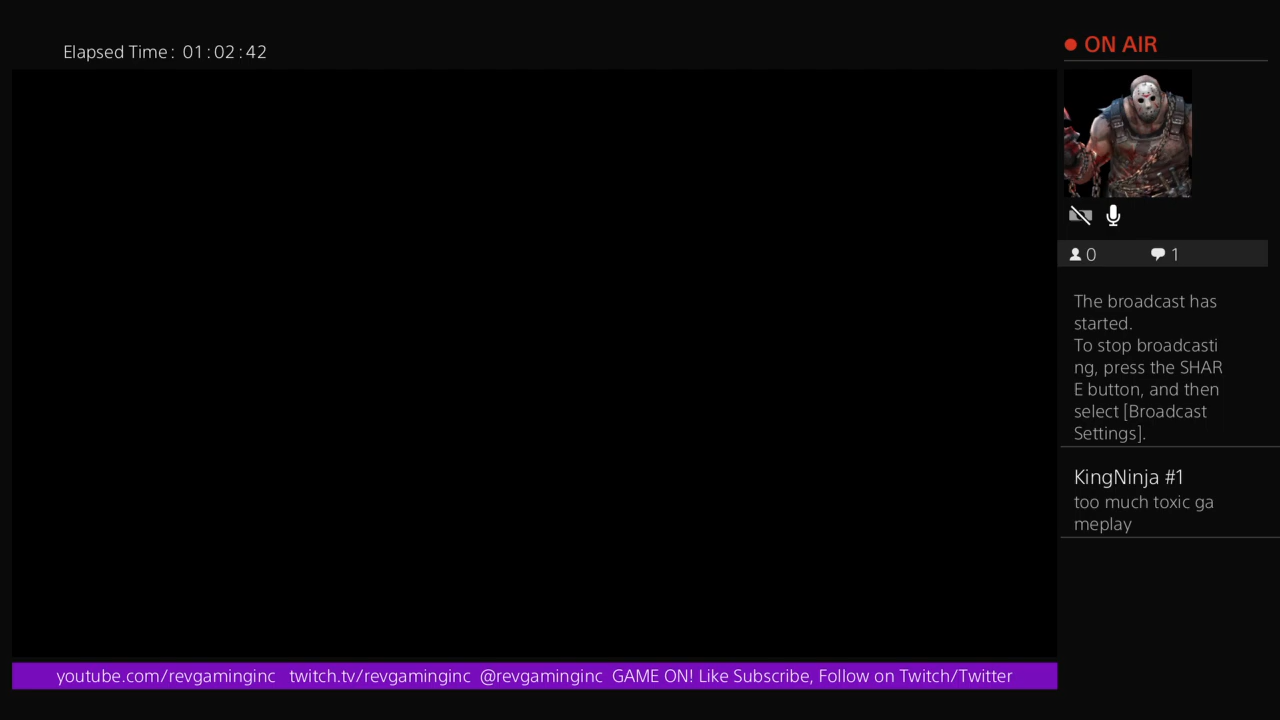 Elapsed Time: 01:02:42
ON AIR
0
1
The broadcast has
started.
To stop broadcasti
ng, press the SHAR
E button, and then
select [Broadcast
Settings].
KingNinja #1
too much toxic ga
meplay
youtube.com/revgaminginc twitch.tv/revgaminginc @revgaminginc GAME ON! Like Subscribe, Follow on Twitch/Twitter